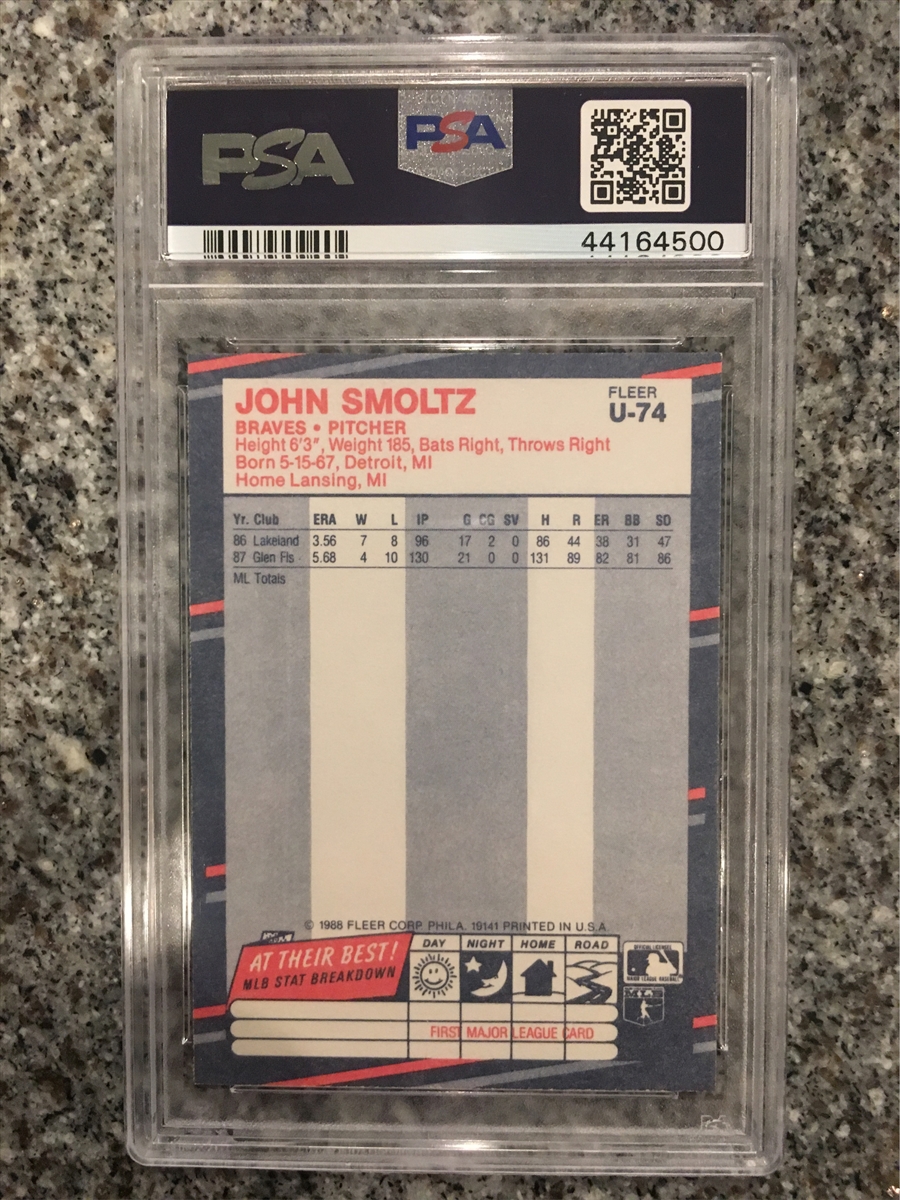 PSA
PSA
44164500
JOHN SMOLTZ
FLEER
U-74
BRAVES • PITCHER
Height 6'3", Weight 185, Bats Right, Throws Right
Born 5-15-67, Detroit, MI
Home Lansing, MI
Yr. Club ERA W L IP G CG SV H R ER BB SO
86 Lakeland 3.56 7 8 96 17 2 0 86 44 38 31 47
87 Glen Fls 5.68 4 10 130 21 0 0 131 89 82 81 86
ML Totals
© 1988 FLEER CORP PHILA. 19141 PRINTED IN U.S.A.
AT THEIR BEST!
MLB STAT BREAKDOWN
DAY NIGHT HOME ROAD
FIRST MAJOR LEAGUE CARD
MAJOR LEAGUE BASEBALL